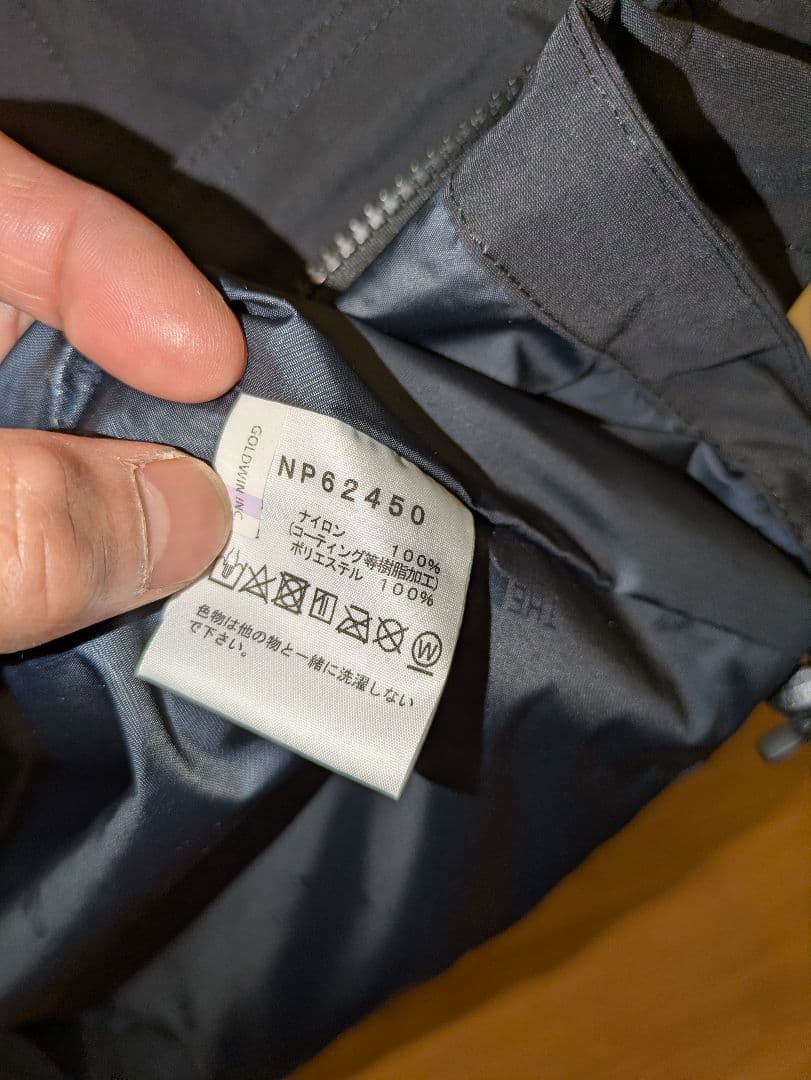 GOLDWIN INC
NP62450
ナイロン 100%
(コーティング等樹脂加工)
ポリエステル 100%
W
色物は他の物と一緒に洗濯しない
で下さい。
THE